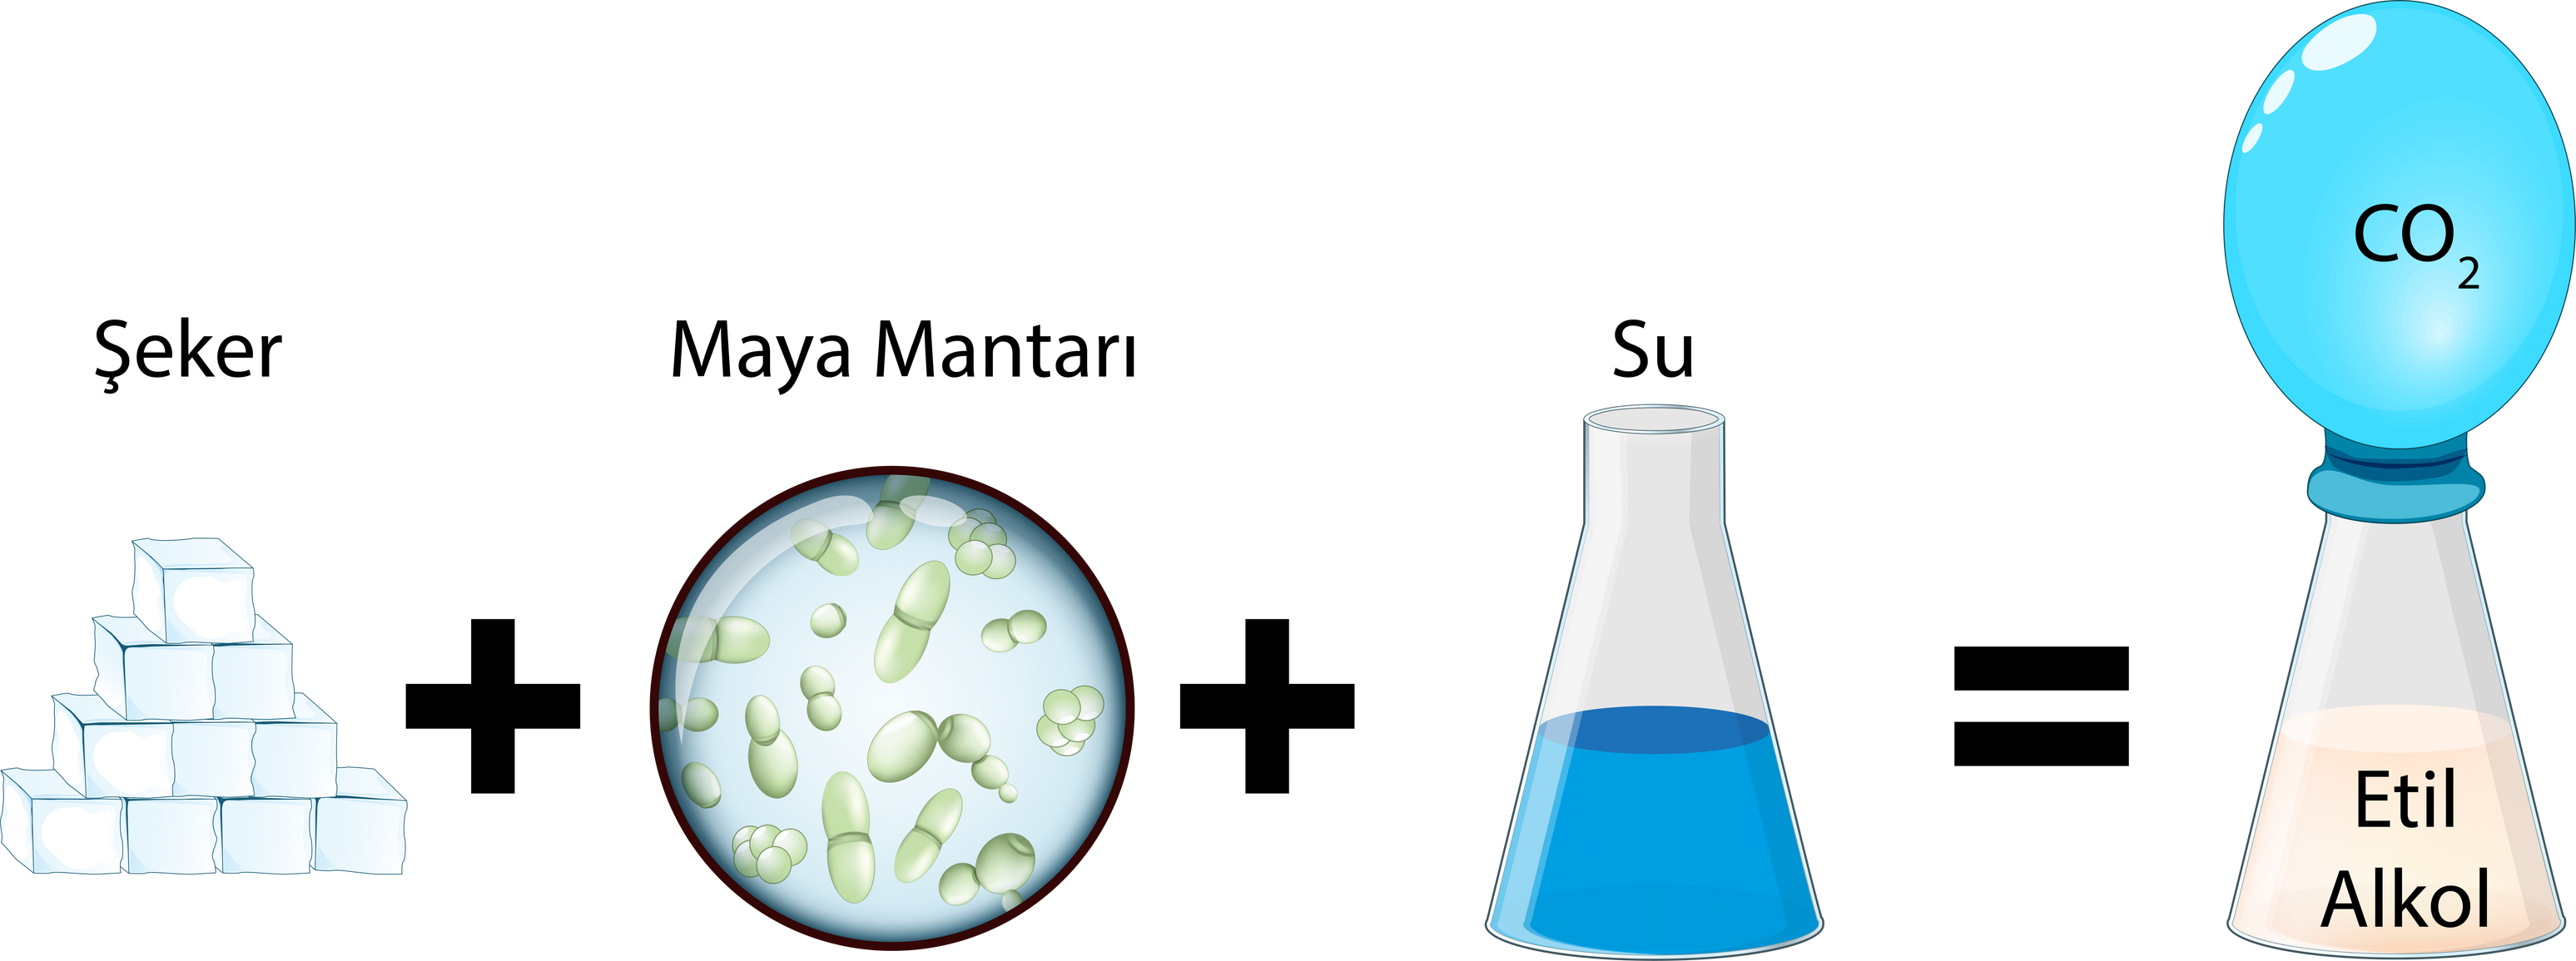 Şeker
Maya Mantarı
Su
CO₂
Etil
Alkol